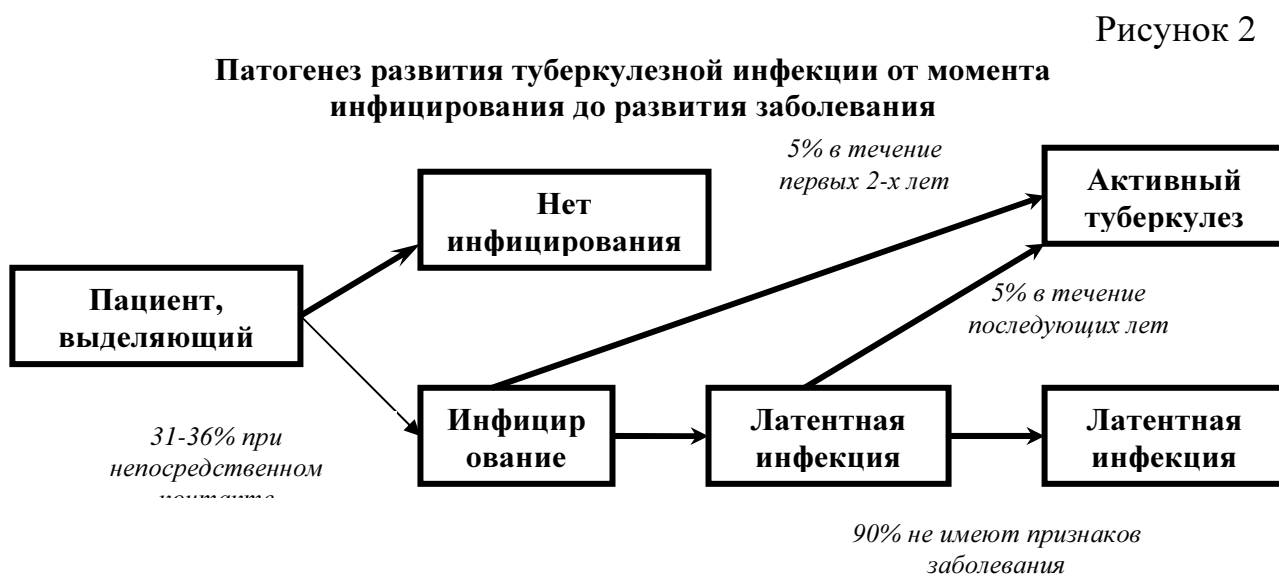 Рисунок 2
Патогенез развития туберкулезной инфекции от момента
инфицирования до развития заболевания
5% в течение
первых 2-х лет
Активный
туберкулез
Нет
инфицирования
Пациент,
выделяющий
5% в течение
последующих лет
31-36% при
непосредственном
Инфицир
ование
Латентная
инфекция
Латентная
инфекция
90% не имеют признаков
заболевания